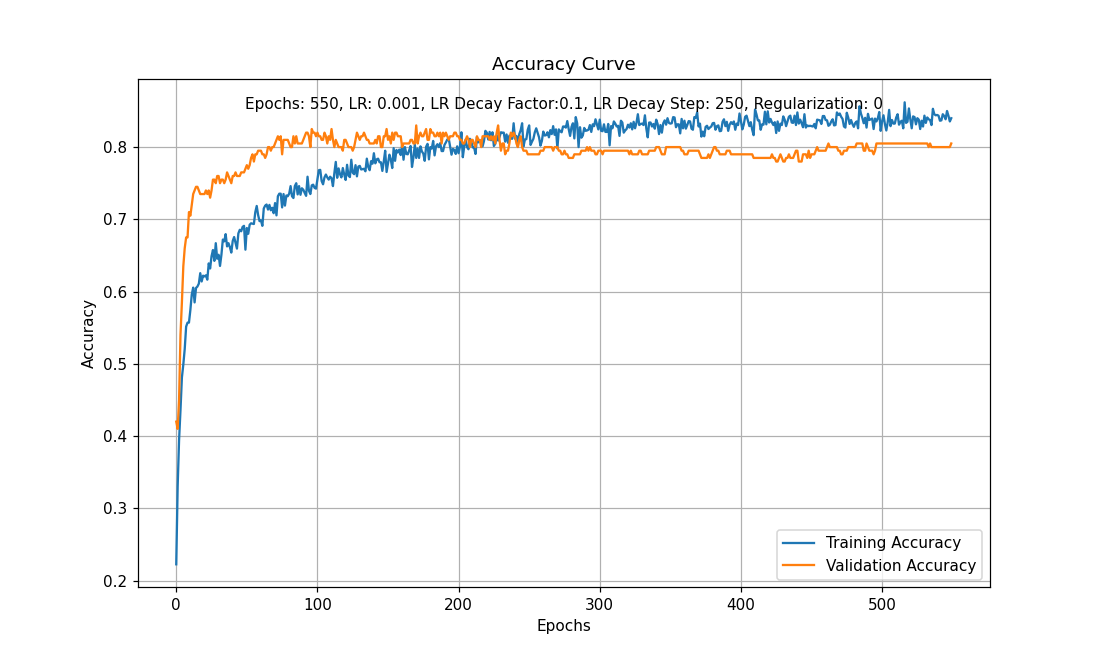 Accuracy Curve
Epochs: 550, LR: 0.001, LR Decay Factor:0.1, LR Decay Step: 250, Regularization: 0
0.8
0.7
0.6
0.5
0.4
0.3
0.2
Accuracy
Training Accuracy
Validation Accuracy
0 100 200 300 400 500
Epochs